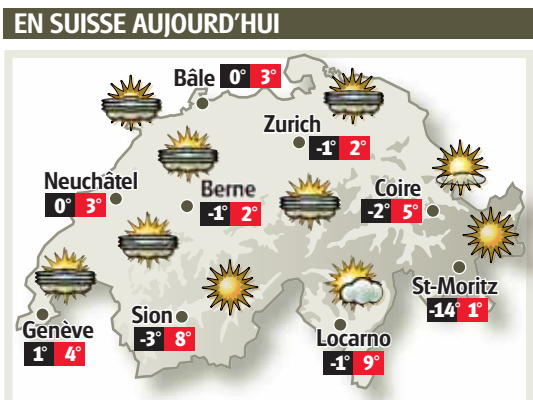 EN SUISSE AUJOURD'HUI
Bâle 0° 3°
Zurich
-1° 2°
Neuchâtel
0° 3°
Berne
-1° 2°
Coire
-2° 5°
St-Moritz
-14° 1°
Sion
-3° 8°
Genève
1° 4°
Locarno
-1° 9°